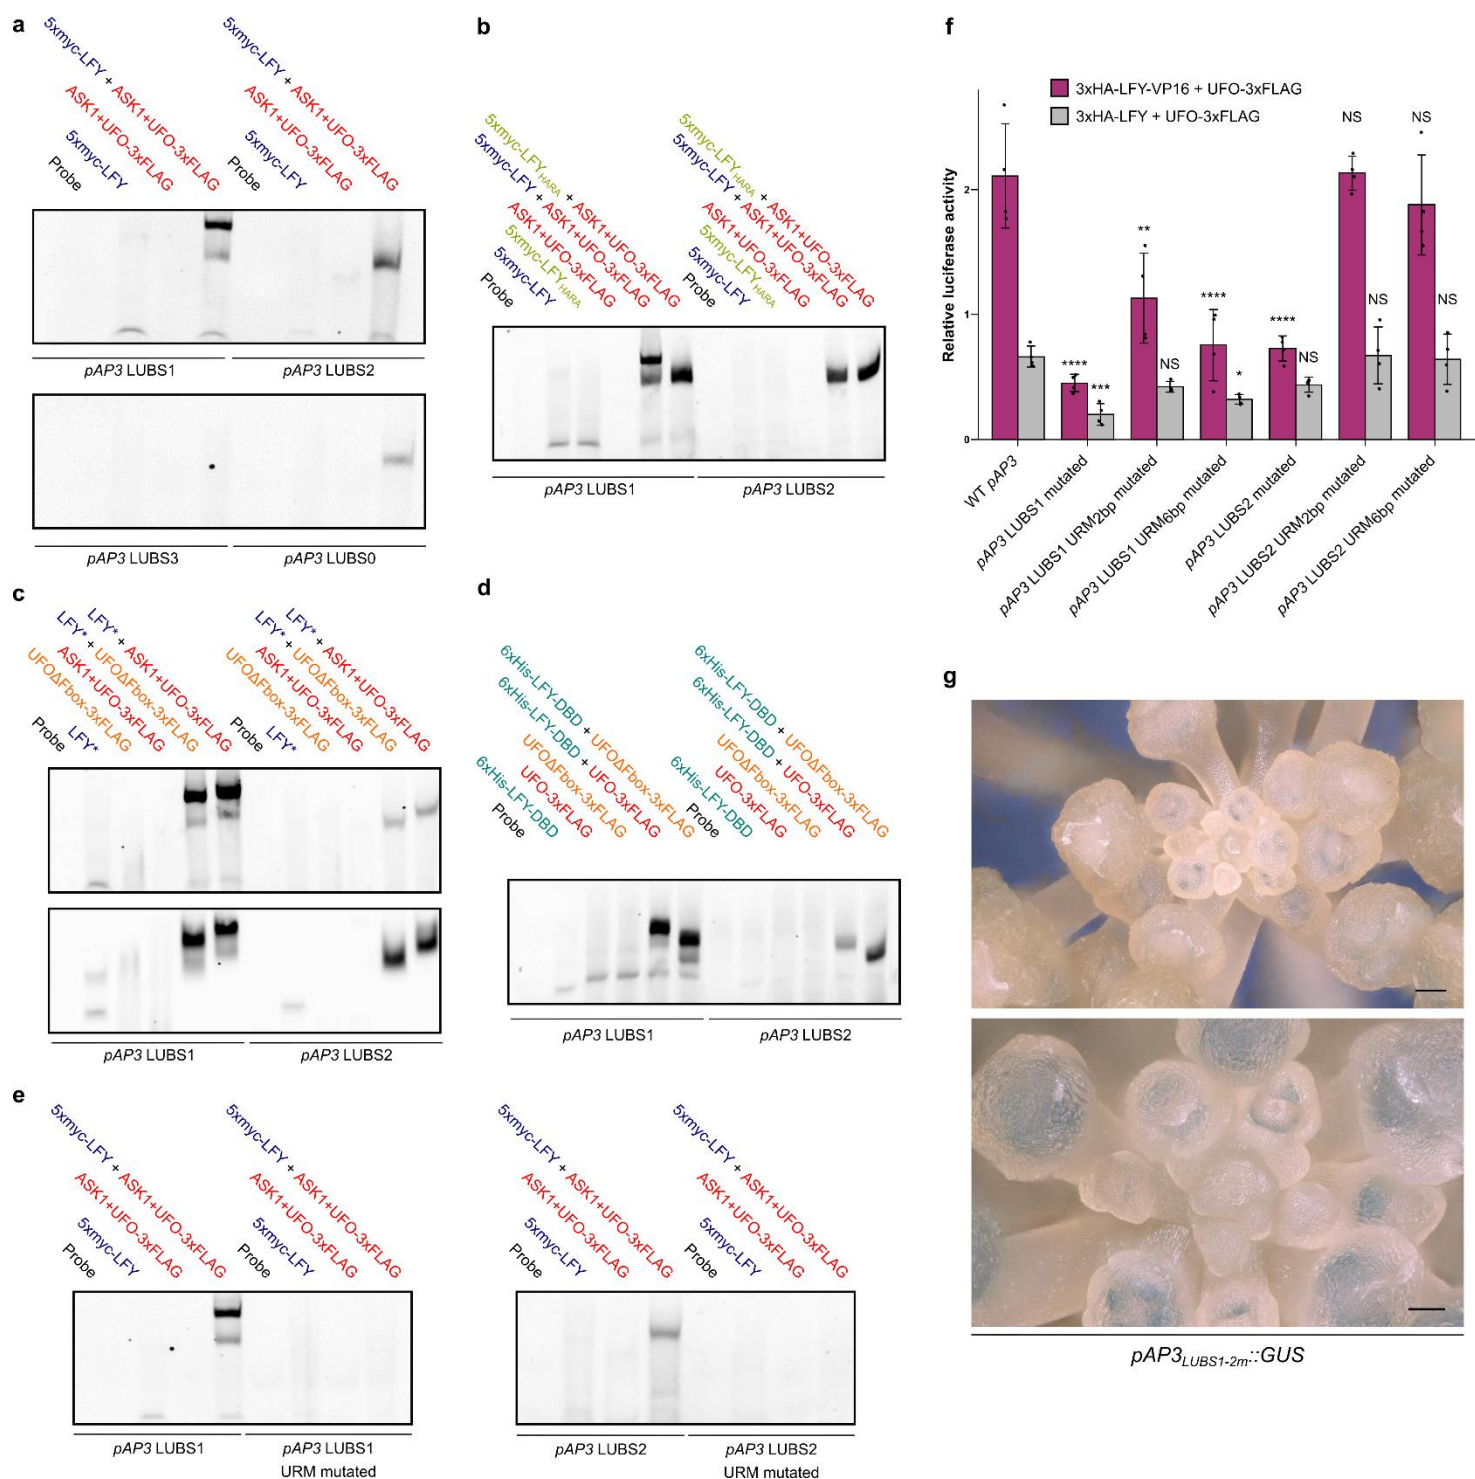 a
5xmyc-LFY + ASK1+UFO-3xFLAG
ASK1+UFO-3xFLAG
5xmyc-LFY
Probe
5xmyc-LFY + ASK1+UFO-3xFLAG
ASK1+UFO-3xFLAG
5xmyc-LFY
Probe
pAP3 LUBS1
pAP3 LUBS2
pAP3 LUBS3
pAP3 LUBS0
b
5xmyc-LFYHARA + ASK1+UFO-3xFLAG
5xmyc-LFY + ASK1+UFO-3xFLAG
ASK1+UFO-3xFLAG
5xmyc-LFYHARA
5xmyc-LFY
Probe
5xmyc-LFYHARA + ASK1+UFO-3xFLAG
5xmyc-LFY + ASK1+UFO-3xFLAG
ASK1+UFO-3xFLAG
5xmyc-LFYHARA
5xmyc-LFY
Probe
pAP3 LUBS1
pAP3 LUBS2
c
LFY* + ASK1+UFO-3xFLAG
LFY* + UFOΔFbox-3xFLAG
ASK1+UFO-3xFLAG
UFOΔFbox-3xFLAG
LFY*
Probe
LFY* + ASK1+UFO-3xFLAG
LFY* + UFOΔFbox-3xFLAG
ASK1+UFO-3xFLAG
UFOΔFbox-3xFLAG
LFY*
Probe
pAP3 LUBS1
pAP3 LUBS2
d
6xHis-LFY-DBD + UFOΔFbox-3xFLAG
6xHis-LFY-DBD + UFO-3xFLAG
UFOΔFbox-3xFLAG
UFO-3xFLAG
6xHis-LFY-DBD
Probe
6xHis-LFY-DBD + UFOΔFbox-3xFLAG
6xHis-LFY-DBD + UFO-3xFLAG
UFOΔFbox-3xFLAG
UFO-3xFLAG
6xHis-LFY-DBD
Probe
pAP3 LUBS1
pAP3 LUBS2
e
5xmyc-LFY + ASK1+UFO-3xFLAG
ASK1+UFO-3xFLAG
5xmyc-LFY
Probe
5xmyc-LFY + ASK1+UFO-3xFLAG
ASK1+UFO-3xFLAG
5xmyc-LFY
Probe
pAP3 LUBS1
pAP3 LUBS1
URM mutated
5xmyc-LFY + ASK1+UFO-3xFLAG
ASK1+UFO-3xFLAG
5xmyc-LFY
Probe
5xmyc-LFY + ASK1+UFO-3xFLAG
ASK1+UFO-3xFLAG
5xmyc-LFY
Probe
pAP3 LUBS2
pAP3 LUBS2
URM mutated
f
3xHA-LFY-VP16 + UFO-3xFLAG
3xHA-LFY + UFO-3xFLAG
Relative luciferase activity
2
1
0
****
***
**
NS
****
*
****
NS
NS
NS
NS
NS
WT pAP3
pAP3 LUBS1 mutated
pAP3 LUBS1 URM2bp mutated
pAP3 LUBS1 URM6bp mutated
pAP3 LUBS2 mutated
pAP3 LUBS2 URM2bp mutated
pAP3 LUBS2 URM6bp mutated
g
pAP3LUBS1-2m::GUS